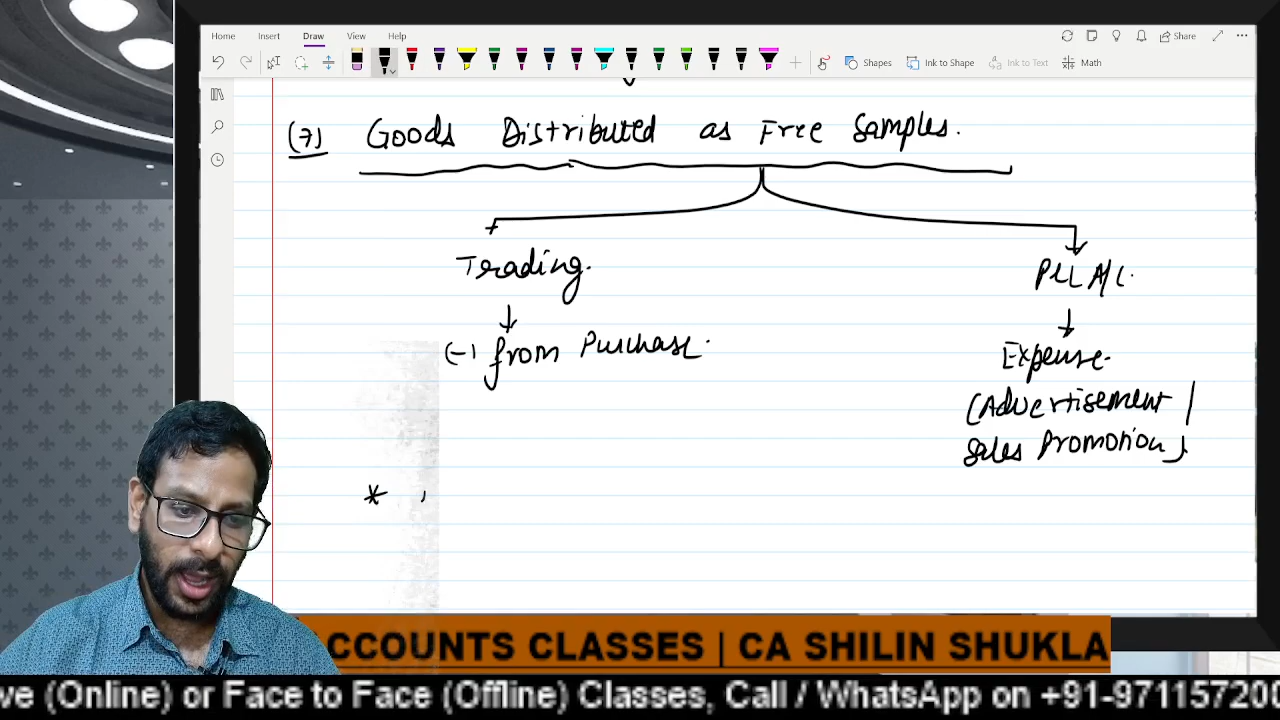 Home Insert Draw View Help
Share
Shapes Ink to Shape Ink to Text Math
(7) Goods Distributed as Free Samples.
Trading. P&L A/c.
(-) from Purchase. Expense.
(Advertisement /
Sales Promotion).
*
CCOUNTS CLASSES | CA SHILIN SHUKLA
ve (Online) or Face to Face (Offline) Classes, Call / WhatsApp on +91-971157208